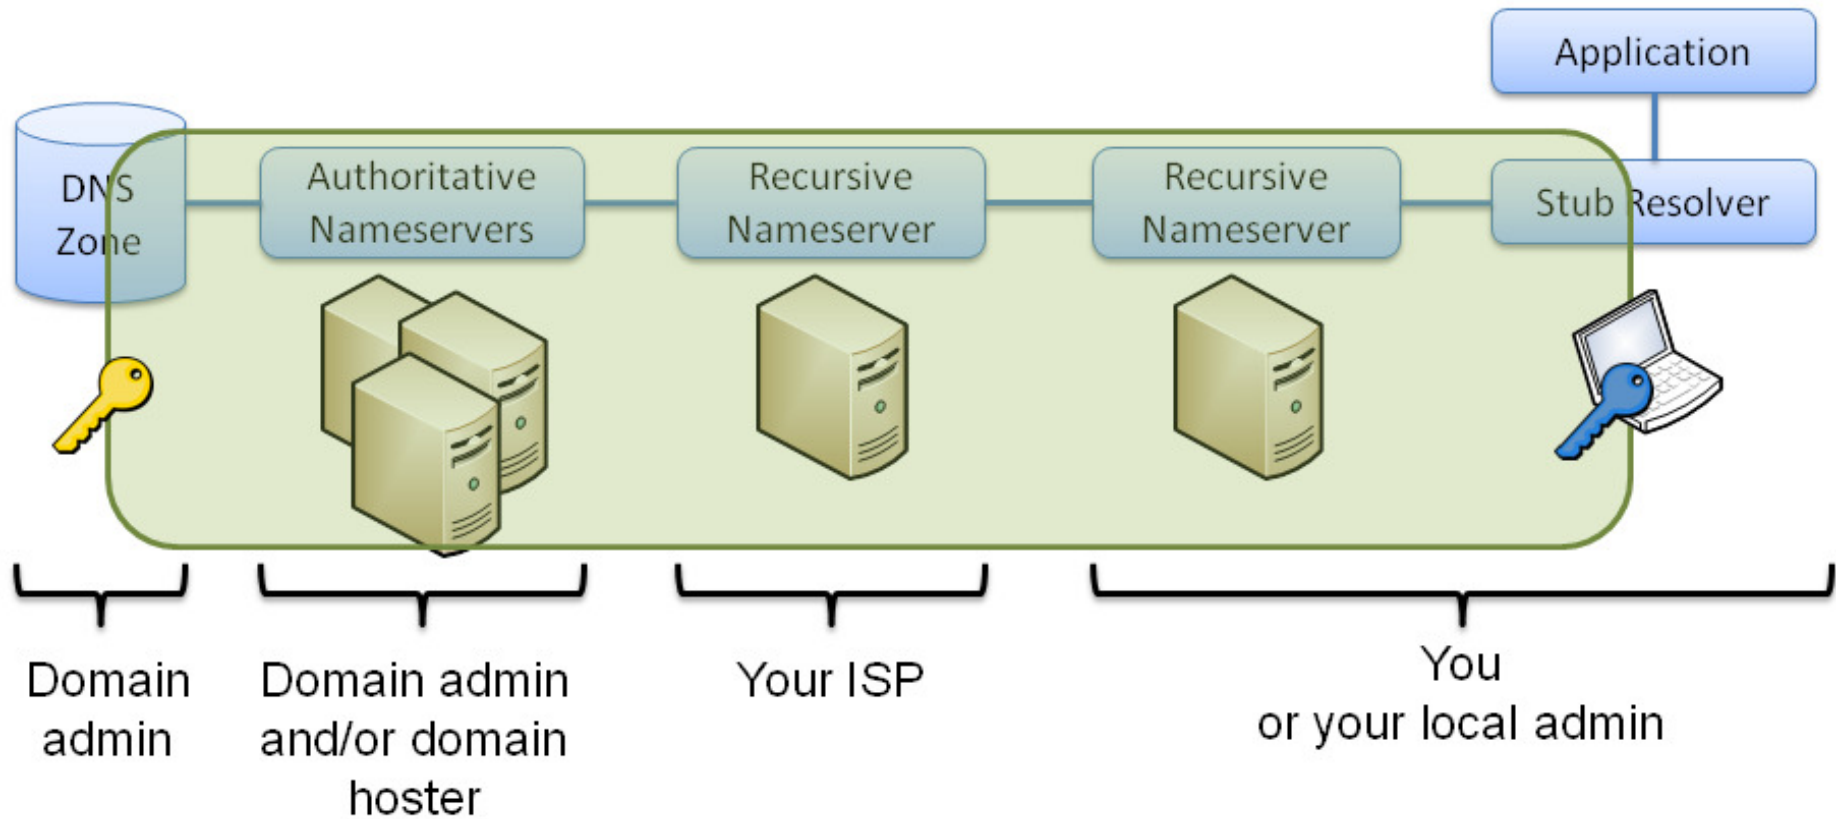 Application
DNS
Zone
Authoritative
Nameservers
Recursive
Nameserver
Recursive
Nameserver
Stub Resolver
Domain
admin
Domain admin
and/or domain
hoster
Your ISP
You
or your local admin